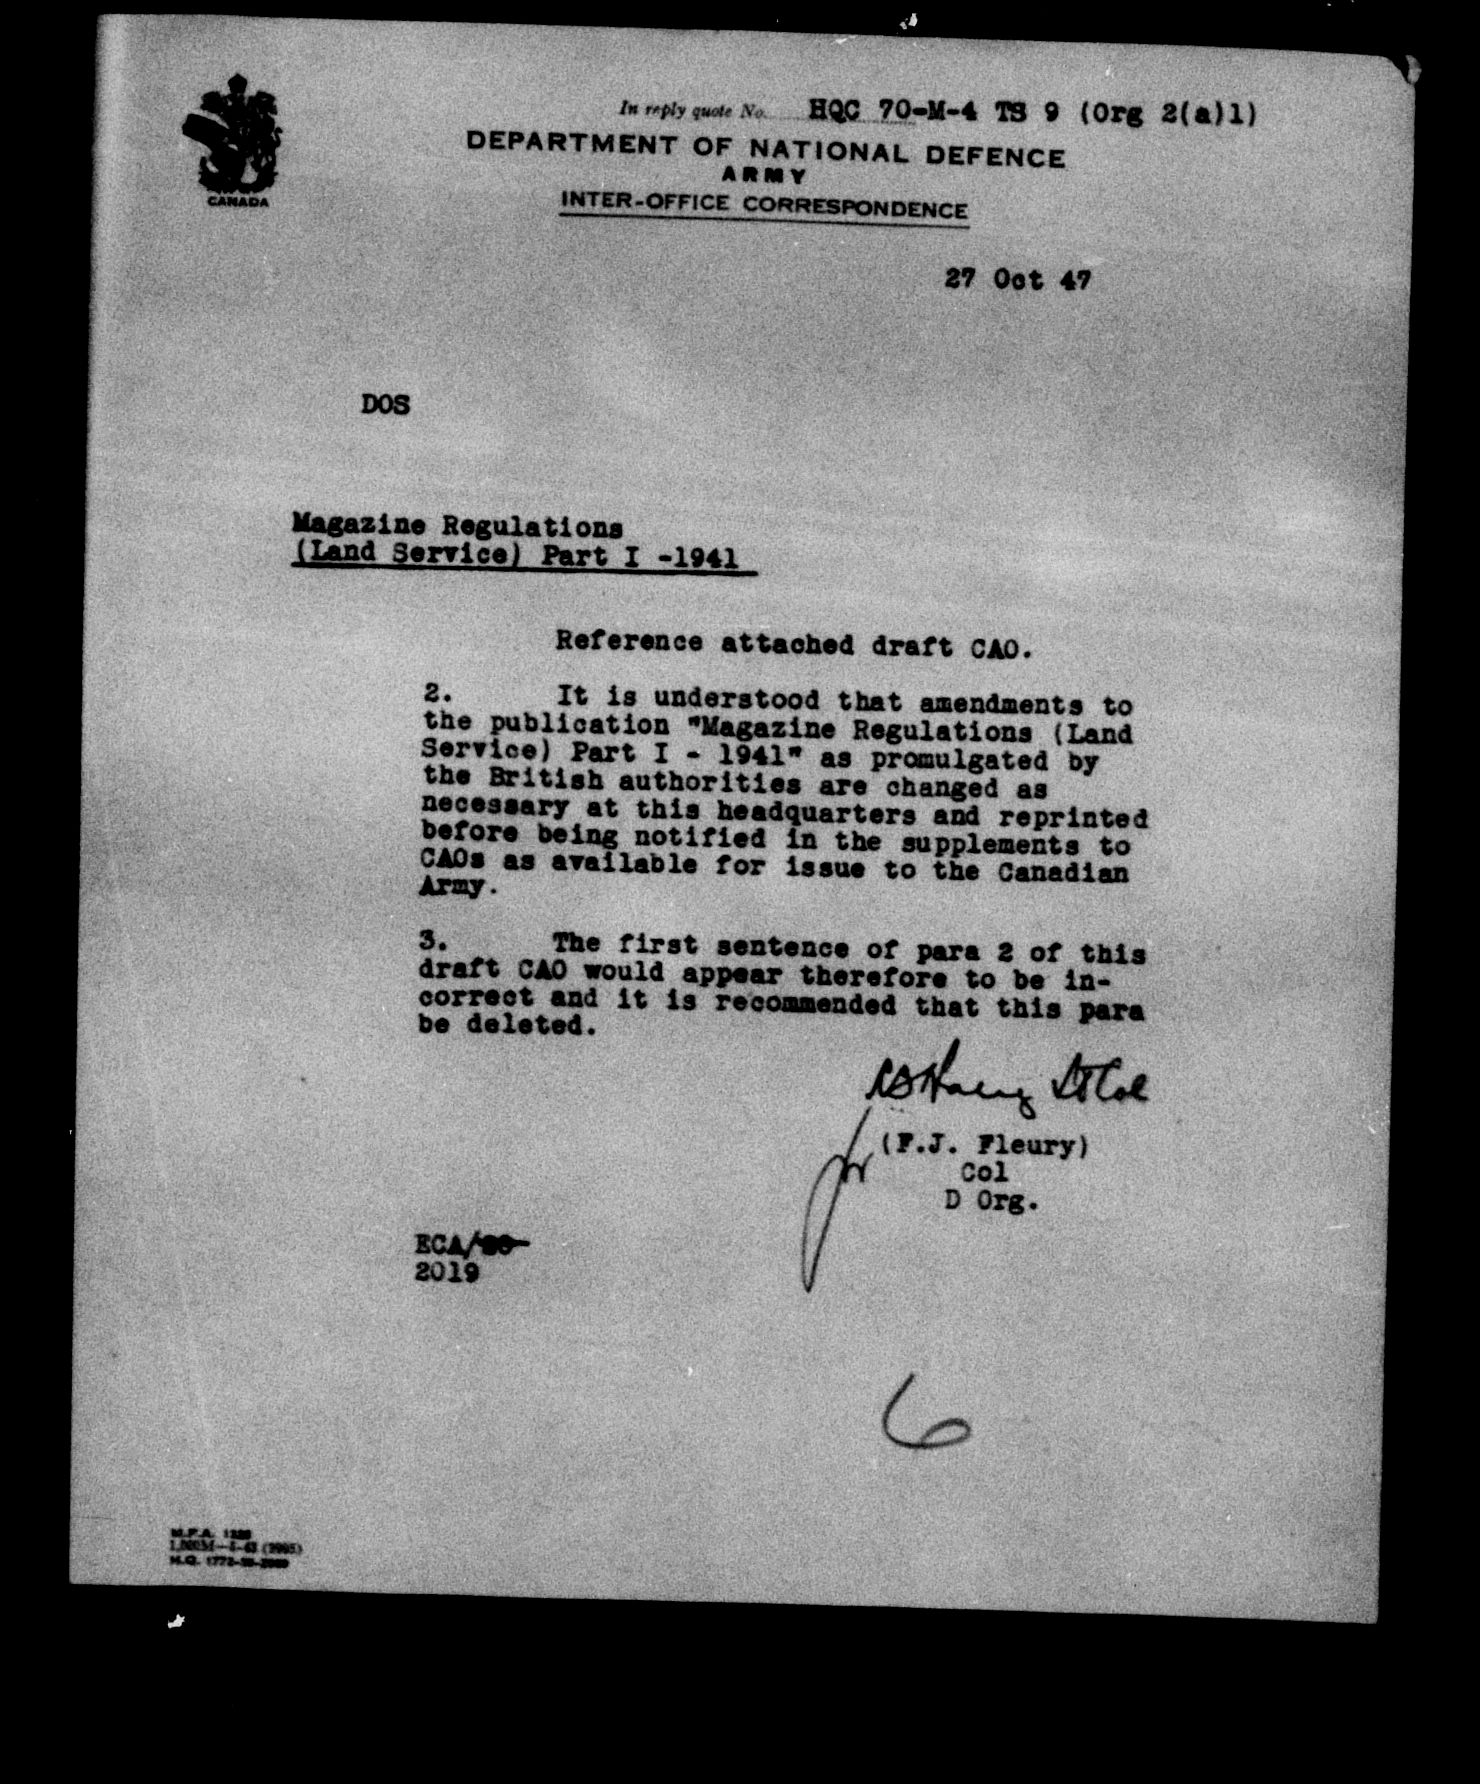 In reply quote No. HQC 70-M-4 TS 9 (Org 2(a)1)
DEPARTMENT OF NATIONAL DEFENCE
ARMY
INTER-OFFICE CORRESPONDENCE
CANADA
27 Oct 47
DOS
Magazine Regulations
(Land Service) Part I -1941
Reference attached draft CAO.
2. It is understood that amendments to
the publication "Magazine Regulations (Land
Service) Part I - 1941" as promulgated by
the British authorities are changed as
necessary at this headquarters and reprinted
before being notified in the supplements to
CAOs as available for issue to the Canadian
Army.
3. The first sentence of para 2 of this
draft CAO would appear therefore to be in-
correct and it is recommended that this para
be deleted.
Lt Col
for (F.J. Fleury)
Col
D Org.
ECA/
2019
6
M.F.A.
H.Q.